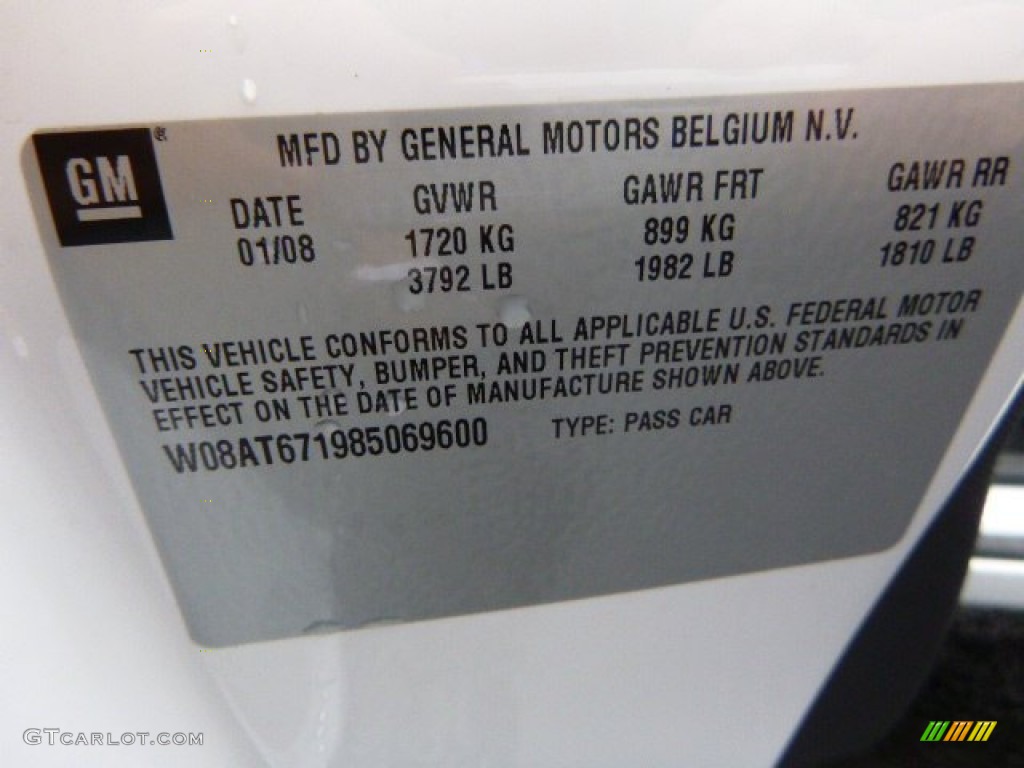 GM®
MFD BY GENERAL MOTORS BELGIUM N.V.
DATE GVWR GAWR FRT GAWR RR
01/08 1720 KG 899 KG 821 KG
3792 LB 1982 LB 1810 LB
THIS VEHICLE CONFORMS TO ALL APPLICABLE U.S. FEDERAL MOTOR
VEHICLE SAFETY, BUMPER, AND THEFT PREVENTION STANDARDS IN
EFFECT ON THE DATE OF MANUFACTURE SHOWN ABOVE.
W08AT671985069600 TYPE: PASS CAR
GTCARLOT.COM